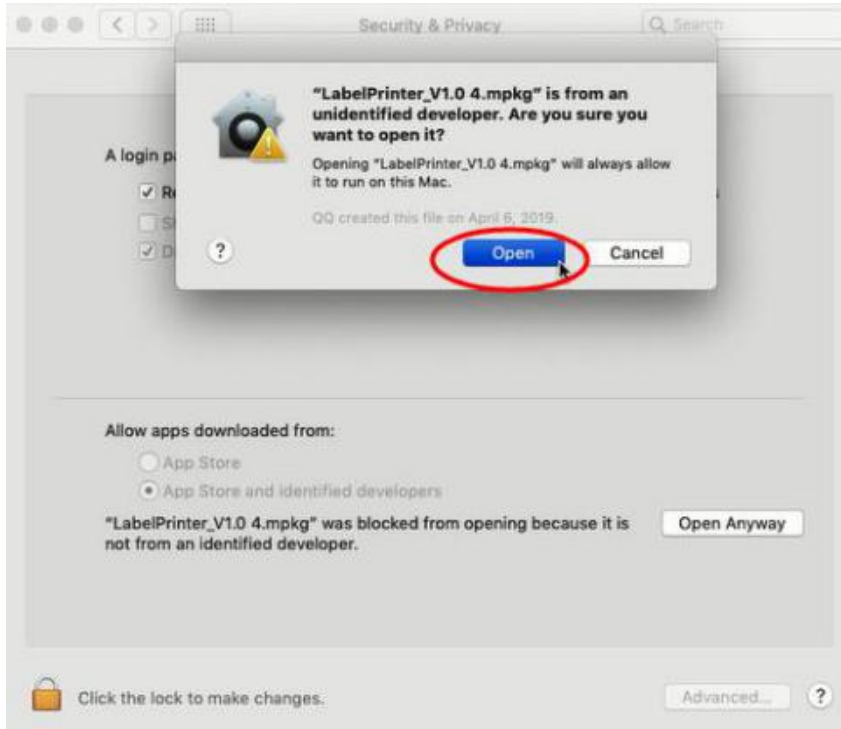 Security & Privacy
Search
"LabelPrinter_V1.0 4.mpkg" is from an
unidentified developer. Are you sure you
want to open it?
Opening "LabelPrinter_V1.0 4.mpkg" will always allow
it to run on this Mac.
QQ created this file on April 6, 2019.
A login
?
Open
Cancel
Allow apps downloaded from:
App Store
App Store and identified developers
"LabelPrinter_V1.0 4.mpkg" was blocked from opening because it is
not from an identified developer.
Open Anyway
Click the lock to make changes.
Advanced...
?